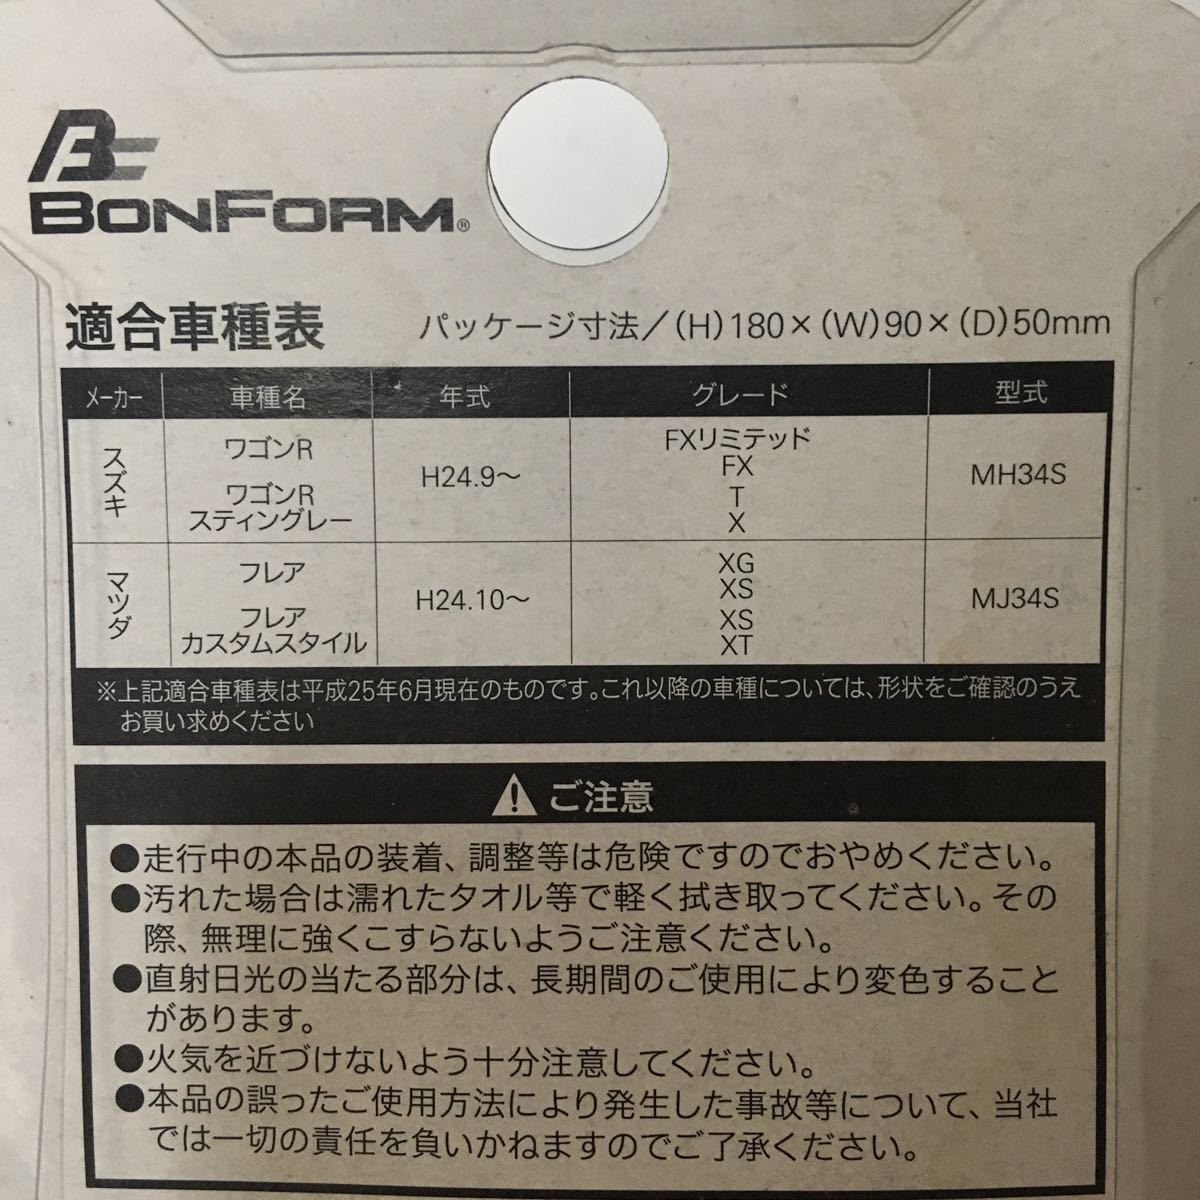 BONFORM®
適合車種表 パッケージ寸法／(H)180×(W)90×(D)50mm
メーカー 車種名 年式 グレード 型式
スズキ ワゴンR H24.9〜 FXリミテッド MH34S
FX
ワゴンR T
スティングレー X
マツダ フレア H24.10〜 XG MJ34S
XS
フレア XS
カスタムスタイル XT
※上記適合車種表は平成25年6月現在のものです。これ以降の車種については、形状をご確認のうえ
お買い求めください
ご注意
●走行中の本品の装着、調整等は危険ですのでおやめください。
●汚れた場合は濡れたタオル等で軽く拭き取ってください。その
際、無理に強くこすらないようご注意ください。
●直射日光の当たる部分は、長期間のご使用により変色すること
があります。
●火気を近づけないよう十分注意してください。
●本品の誤ったご使用方法により発生した事故等について、当社
では一切の責任を負いかねますのでご了承ください。